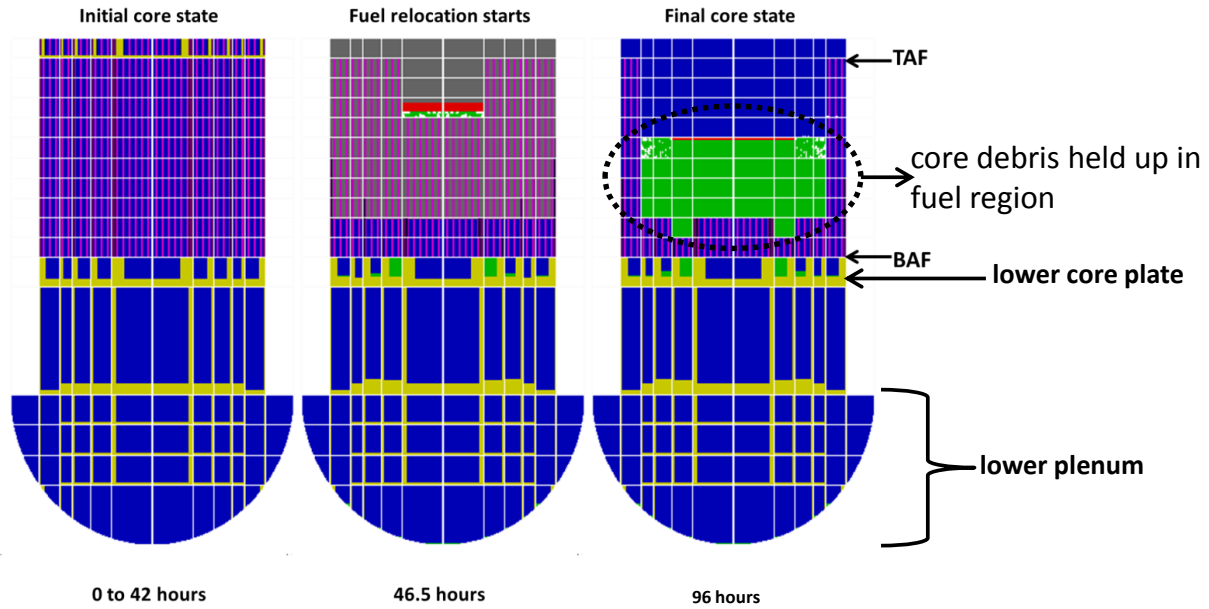 Initial core state
Fuel relocation starts
Final core state
TAF
core debris held up in
fuel region
BAF
lower core plate
lower plenum
0 to 42 hours
46.5 hours
96 hours